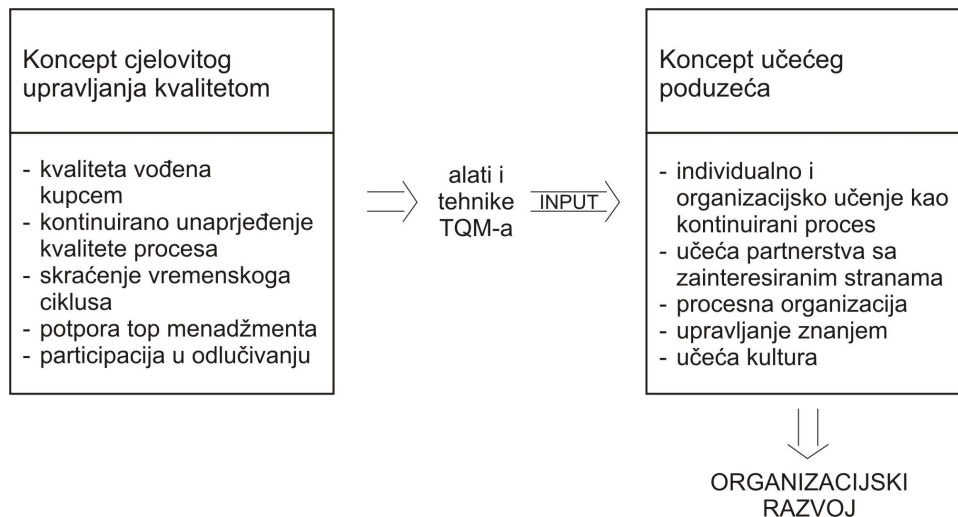 Koncept cjelovitog
upravljanja kvalitetom
- kvaliteta vođena
kupcem
- kontinuirano unaprjeđenje
kvalitete procesa
- skraćenje vremenskoga
ciklusa
- potpora top menadžmenta
- participacija u odlučivanju
alati i
tehnike
TQM-a
INPUT
Koncept učećeg
poduzeća
- individualno i
organizacijsko učenje kao
kontinuirani proces
- učeća partnerstva sa
zainteresiranim stranama
- procesna organizacija
- upravljanje znanjem
- učeća kultura
ORGANIZACIJSKI
RAZVOJ